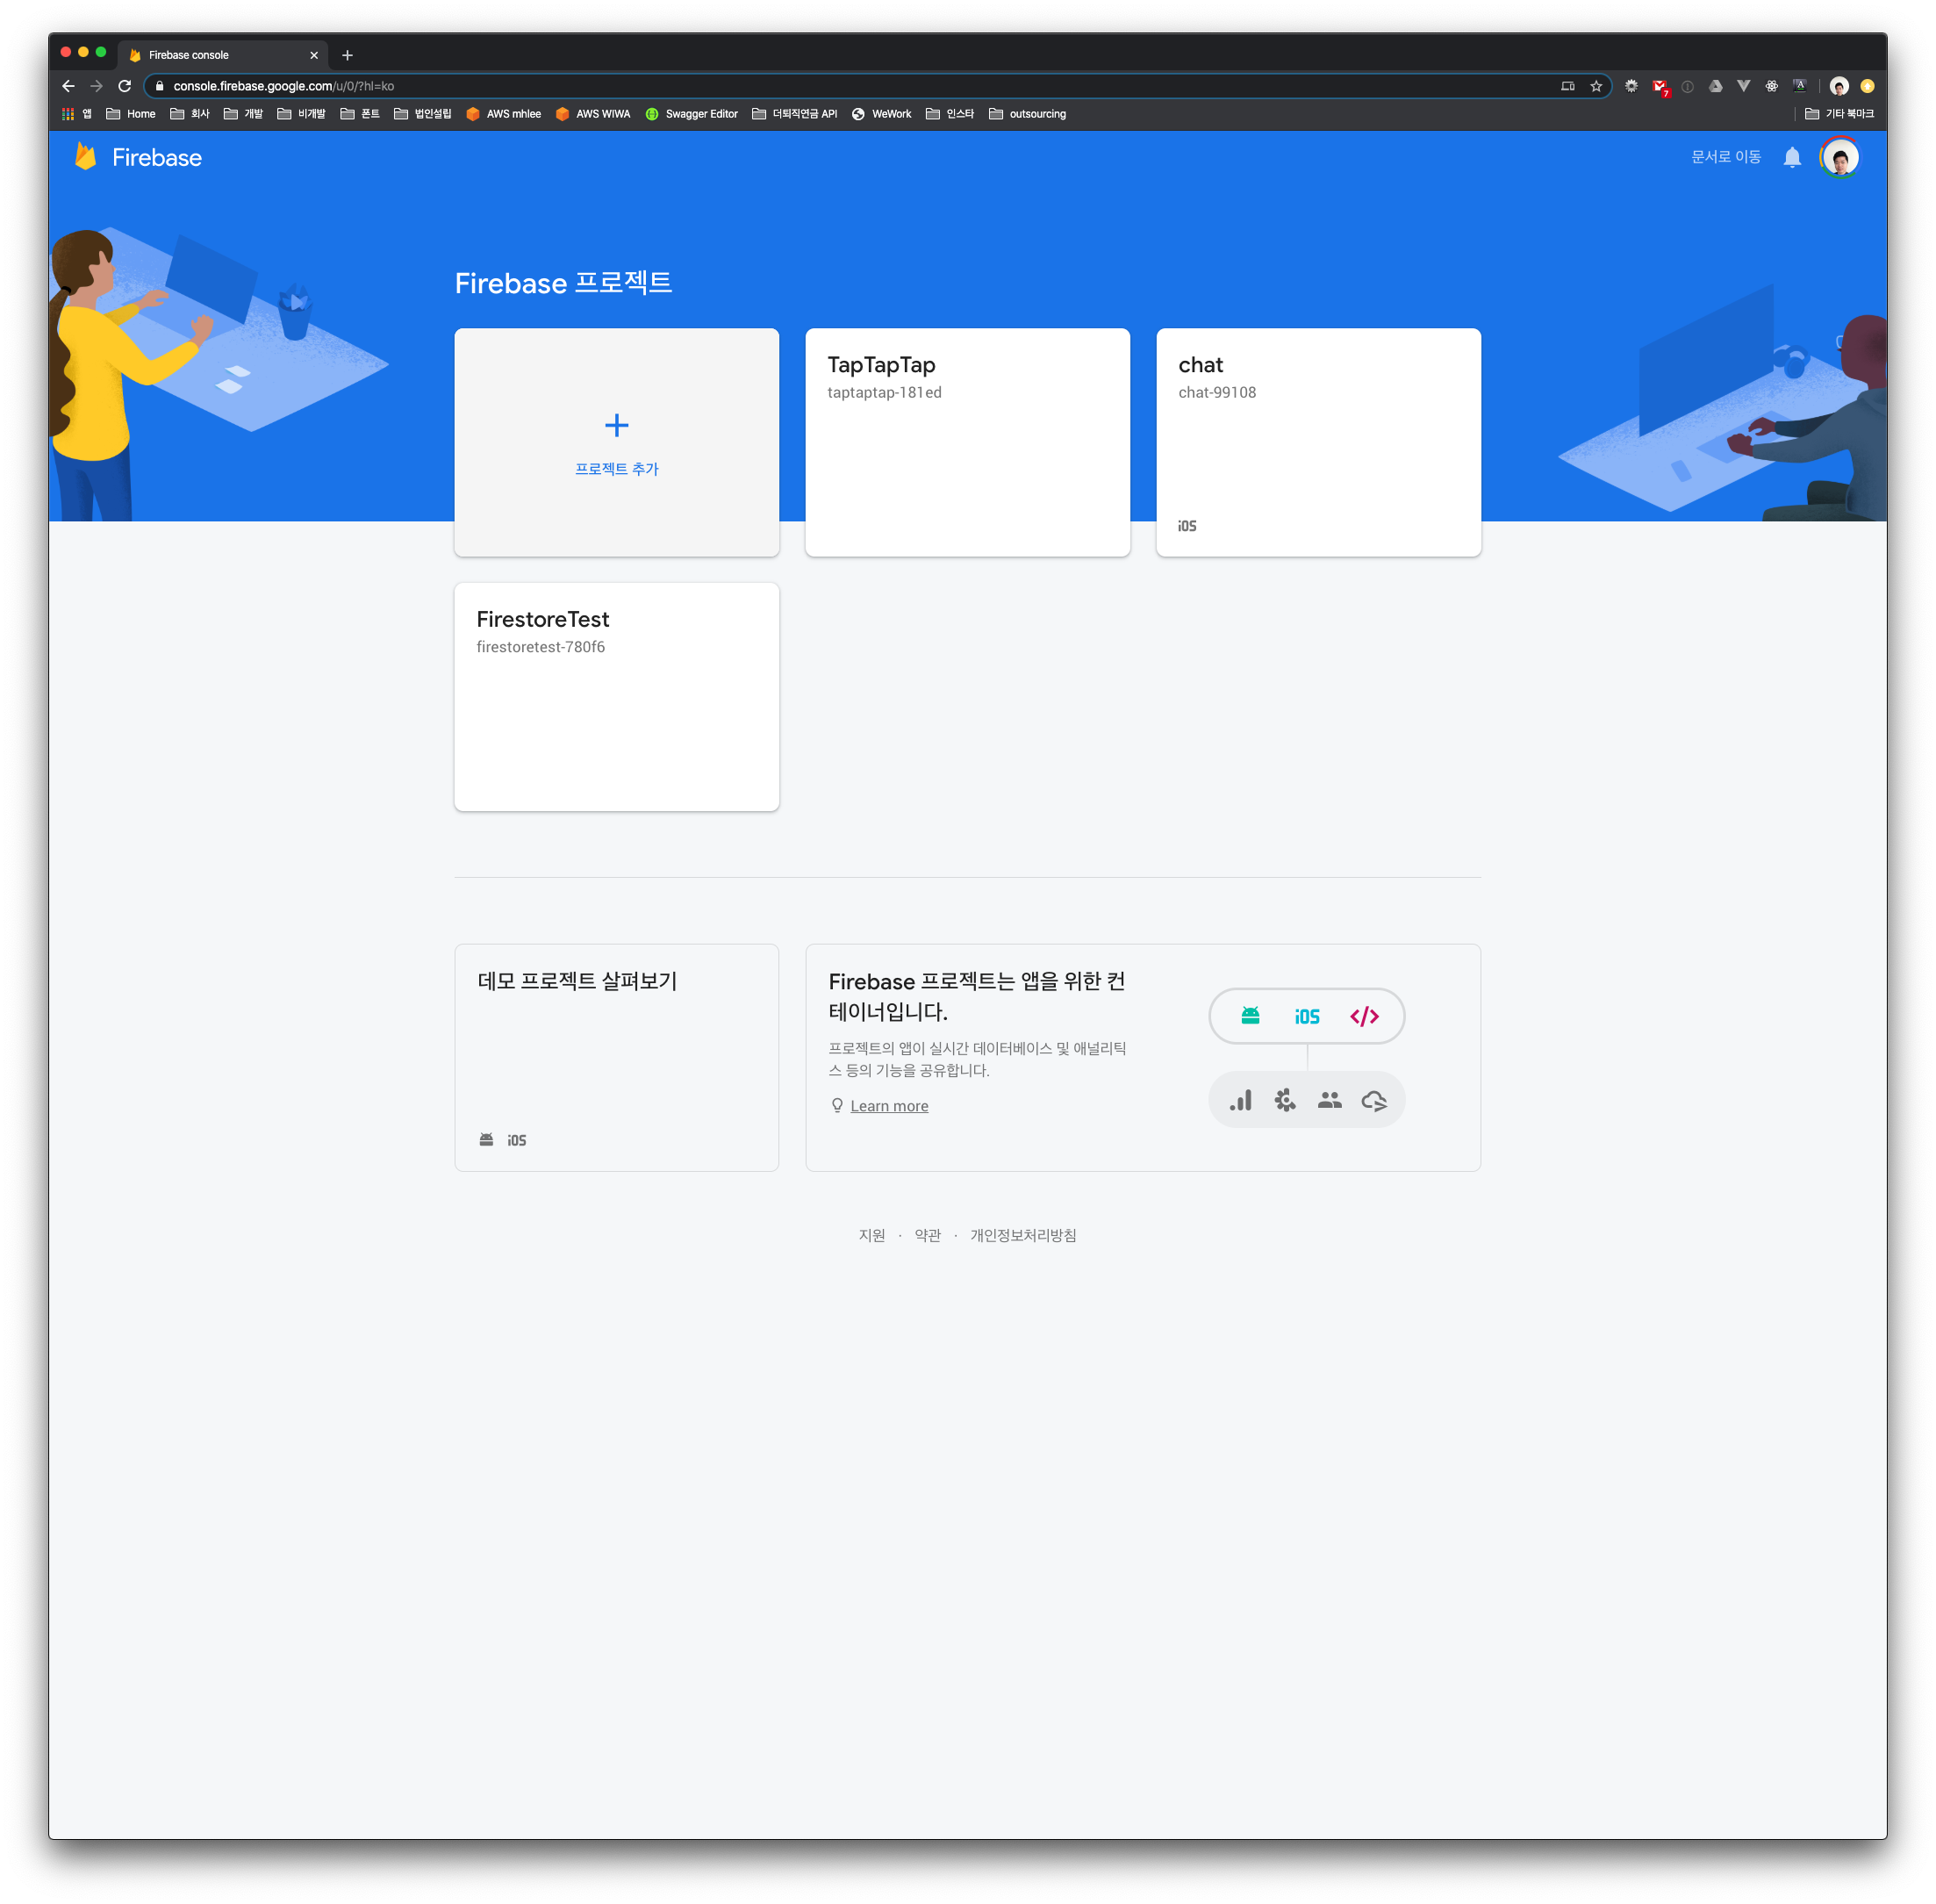 Firebase console
console.firebase.google.com/u/0/?hl=ko
7
앱 Home 회사 개발 비개발 폰트 법인설립 AWS mhlee AWS WIWA Swagger Editor 더퇴직연금 API WeWork 인스타 outsourcing 기타 북마크
Firebase
문서로 이동
Firebase 프로젝트
프로젝트 추가
TapTapTap
taptaptap-181ed
chat
chat-99108
iOS
FirestoreTest
firestoretest-780f6
데모 프로젝트 살펴보기
iOS
Firebase 프로젝트는 앱을 위한 컨
테이너입니다.
프로젝트의 앱이 실시간 데이터베이스 및 애널리틱
스 등의 기능을 공유합니다.
Learn more
iOS </>
지원 · 약관 · 개인정보처리방침